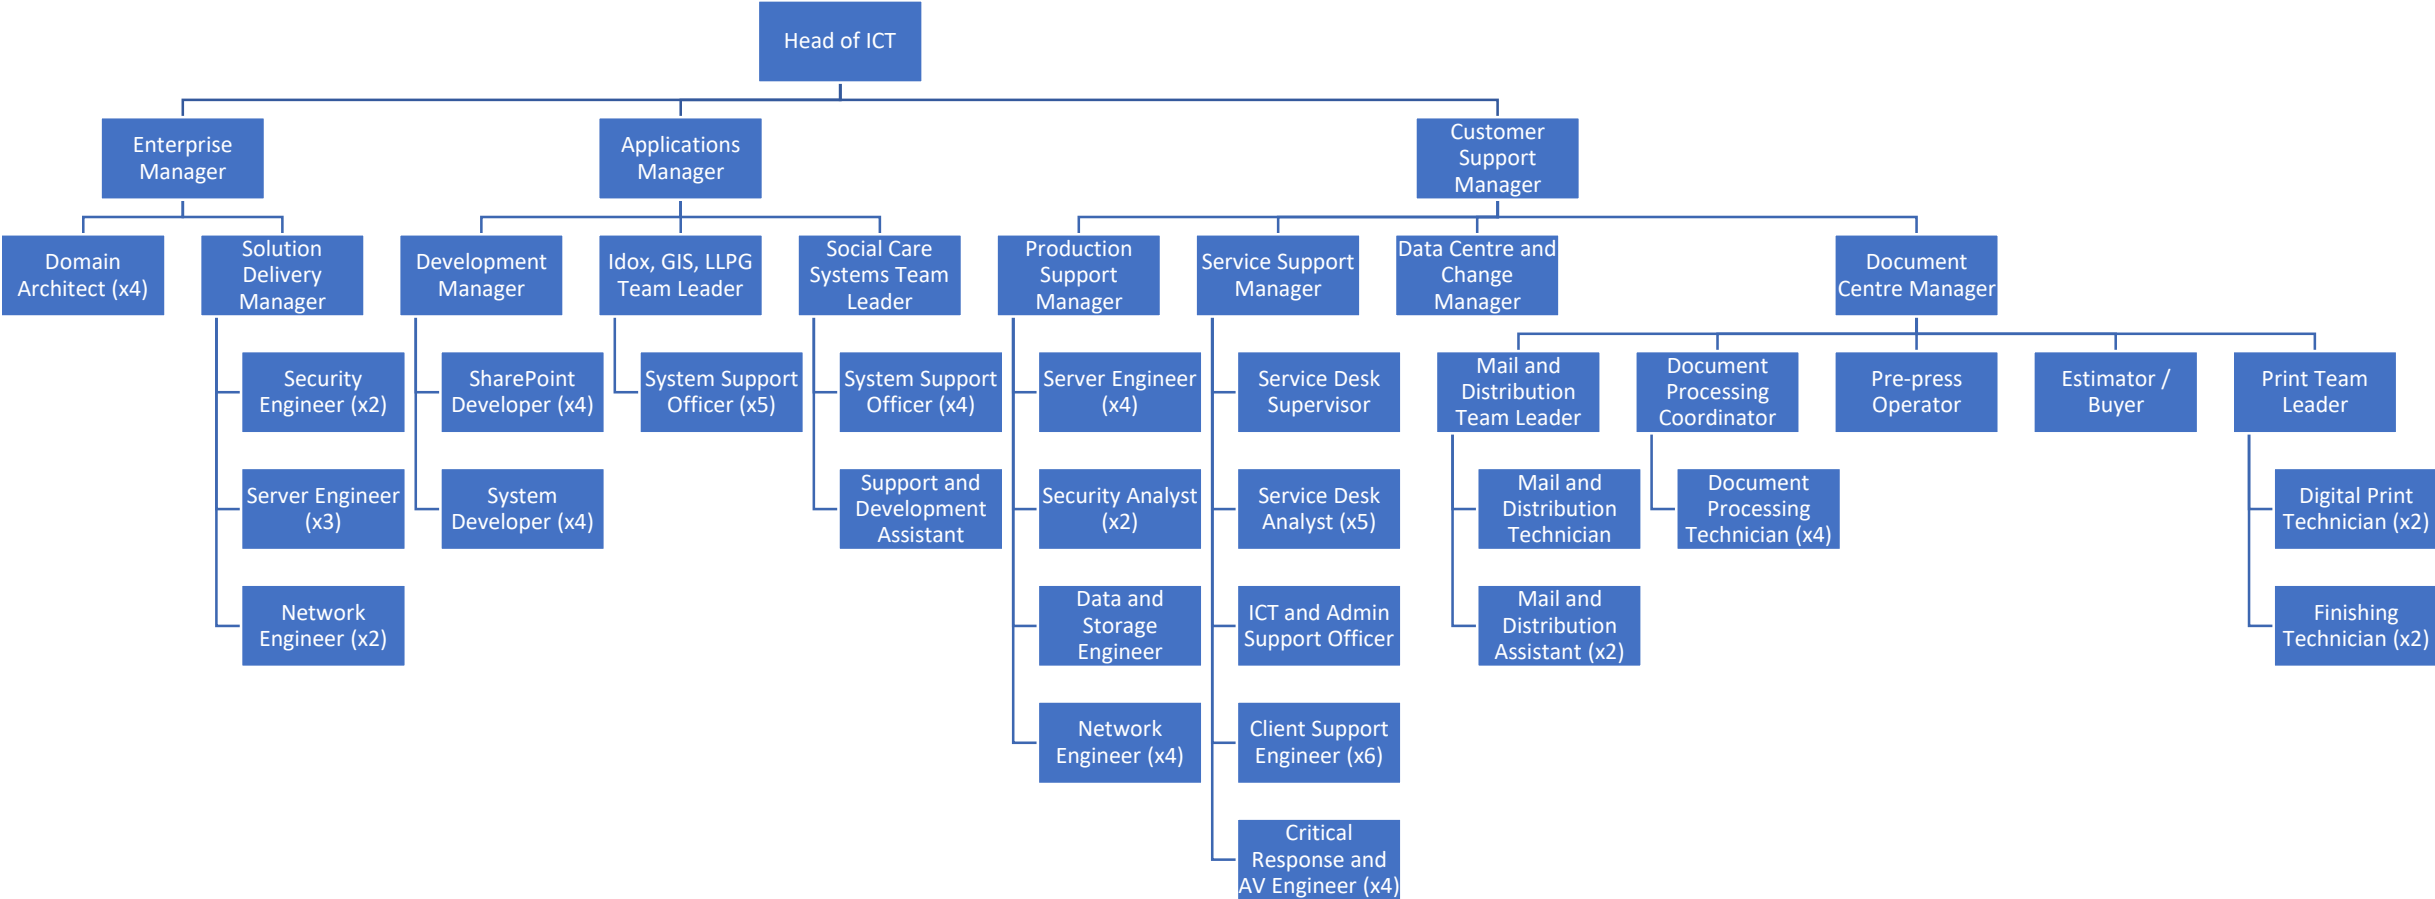 Head of ICT
Enterprise
Manager
Applications
Manager
Customer
Support
Manager
Domain
Architect (x4)
Solution
Delivery
Manager
Development
Manager
Idox, GIS, LLPG
Team Leader
Social Care
Systems Team
Leader
Production
Support
Manager
Service Support
Manager
Data Centre and
Change
Manager
Document
Centre Manager
Security
Engineer (x2)
SharePoint
Developer (x4)
System Support
Officer (x5)
System Support
Officer (x4)
Server Engineer
(x4)
Service Desk
Supervisor
Mail and
Distribution
Team Leader
Document
Processing
Coordinator
Pre-press
Operator
Estimator /
Buyer
Print Team
Leader
Server Engineer
(x3)
System
Developer (x4)
Support and
Development
Assistant
Security Analyst
(x2)
Service Desk
Analyst (x5)
Mail and
Distribution
Technician
Document
Processing
Technician (x4)
Digital Print
Technician (x2)
Network
Engineer (x2)
Data and
Storage
Engineer
ICT and Admin
Support Officer
Mail and
Distribution
Assistant (x2)
Finishing
Technician (x2)
Network
Engineer (x4)
Client Support
Engineer (x6)
Critical
Response and
AV Engineer (x4)